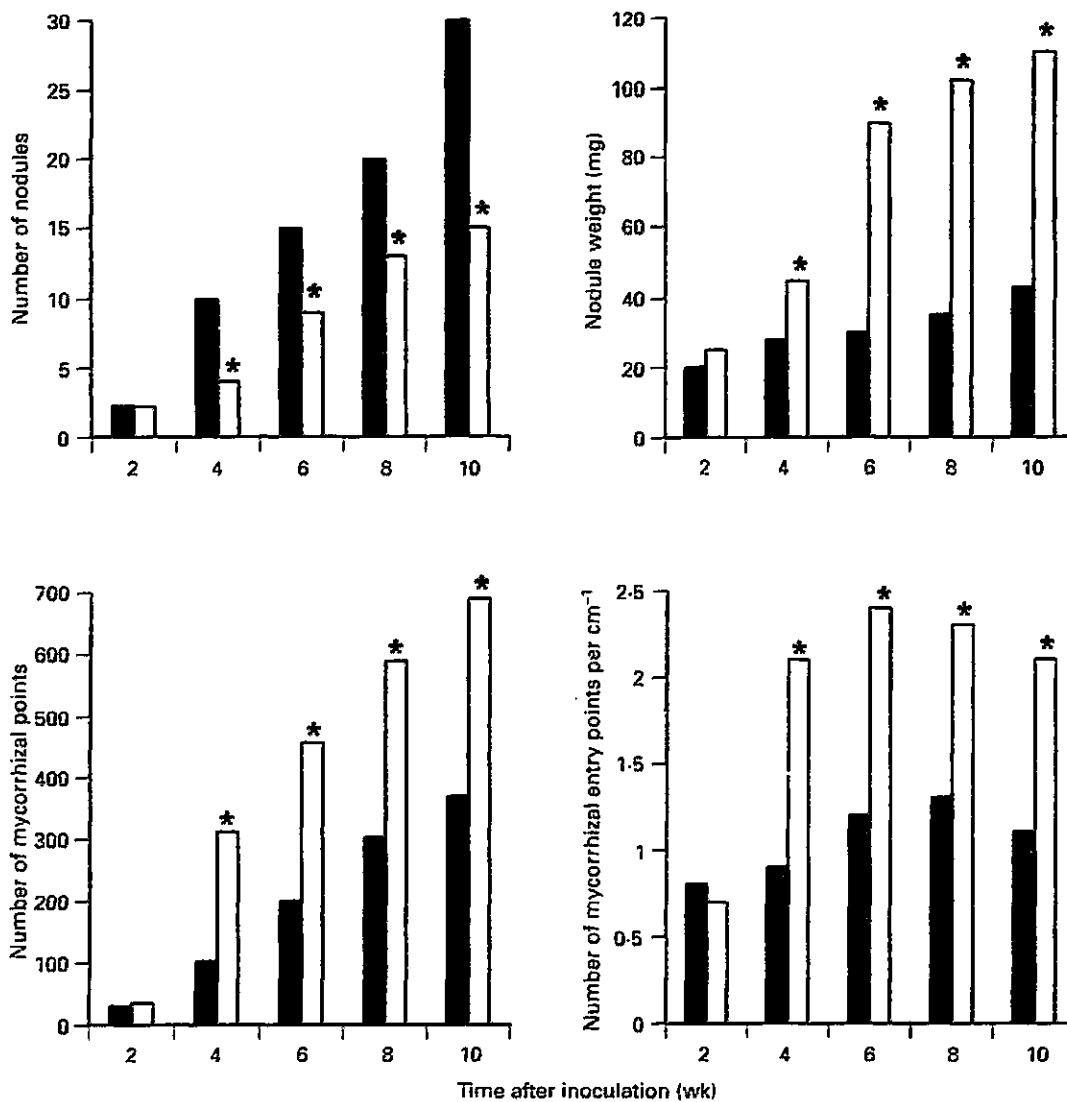 Number of nodules
30
25
20
15
10
5
0
* * * *
2 4 6 8 10
Nodule weight (mg)
120
100
80
60
40
20
0
* * * *
2 4 6 8 10
Number of mycorrhizal points
700
600
500
400
300
200
100
0
* * * *
2 4 6 8 10
Number of mycorrhizal entry points per cm⁻¹
2·5
2
1·5
1
0·5
0
* * * *
2 4 6 8 10
Time after inoculation (wk)